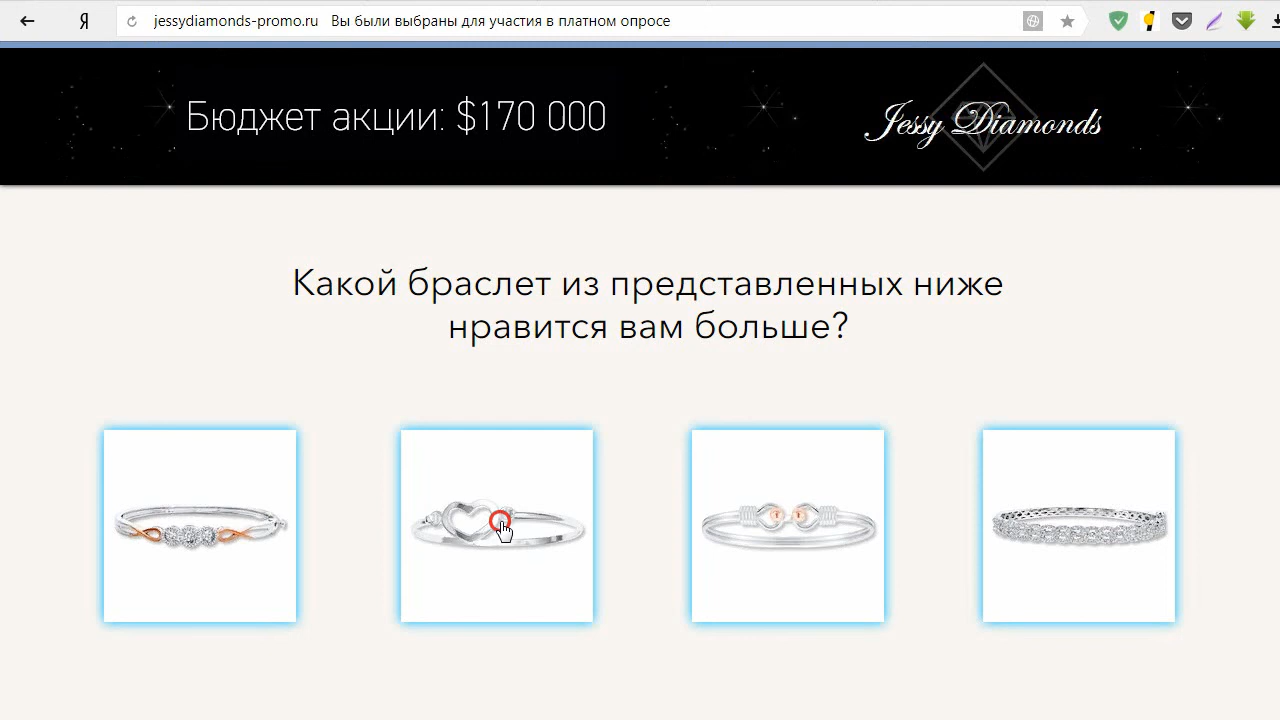 Я jessydiamonds-promo.ru Вы были выбраны для участия в платном опросе
Бюджет акции: $170 000
Jessy Diamonds
Какой браслет из представленных ниже
нравится вам больше?